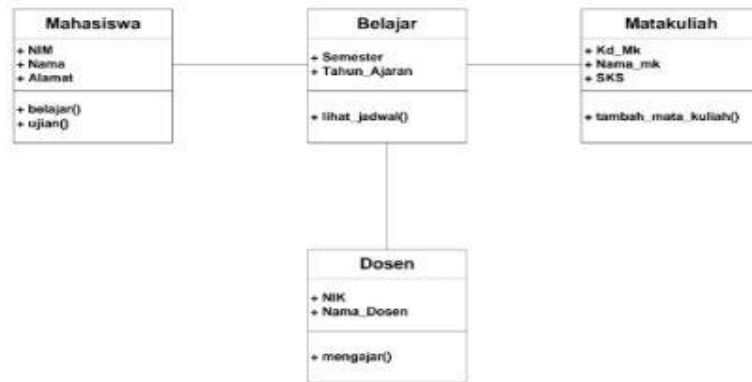 Mahasiswa
+ NIM
+ Nama
+ Alamat
+ belajar()
+ ujian()
Belajar
+ Semester
+ Tahun_Ajaran
+ lihat_jadwal()
Matakuliah
+ Kd_Mk
+ Nama_mk
+ SKS
+ tambah_mata_kuliah()
Dosen
+ NIK
+ Nama_Dosen
+ mengajar()